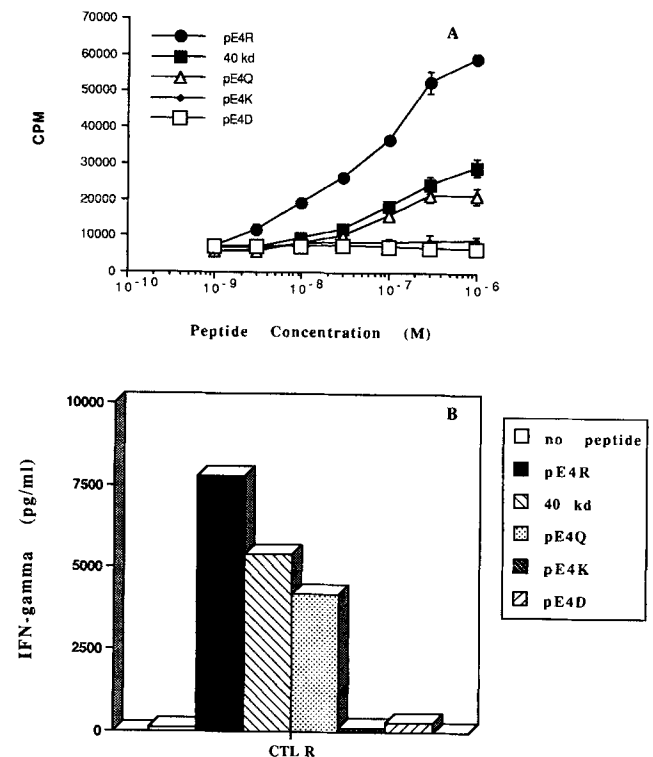 A
70000
60000
50000
40000
30000
20000
10000
0
CPM
pE4R
40 kd
pE4Q
pE4K
pE4D
10-10
10-9
10-8
10-7
10-6
Peptide Concentration (M)
B
10000
7500
5000
2500
0
IFN-gamma (pg/ml)
CTL R
no peptide
pE4R
40 kd
pE4Q
pE4K
pE4D